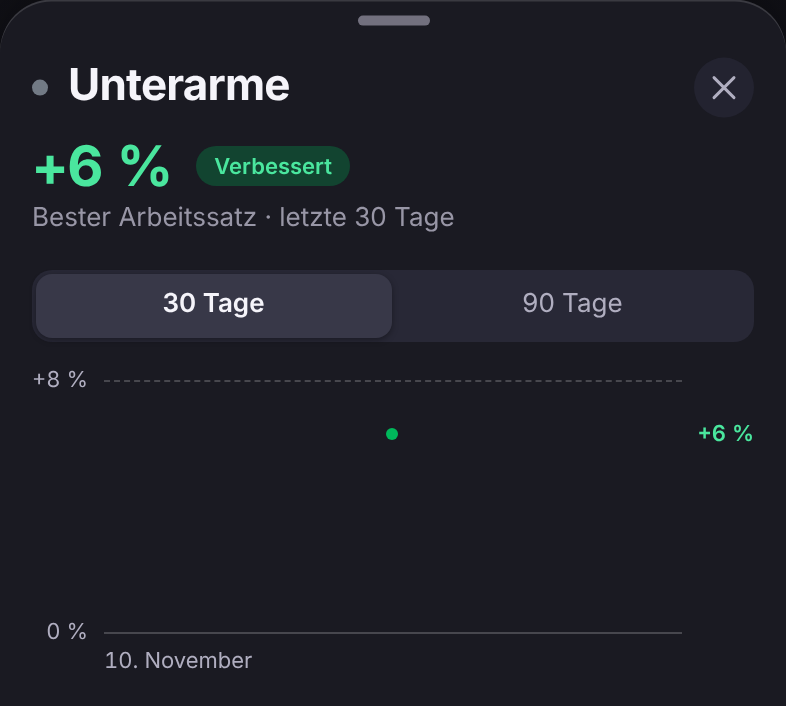 Unterarme
+6 % Verbessert
Bester Arbeitssatz · letzte 30 Tage
30 Tage 90 Tage
+8 %
+6 %
0 %
10. November